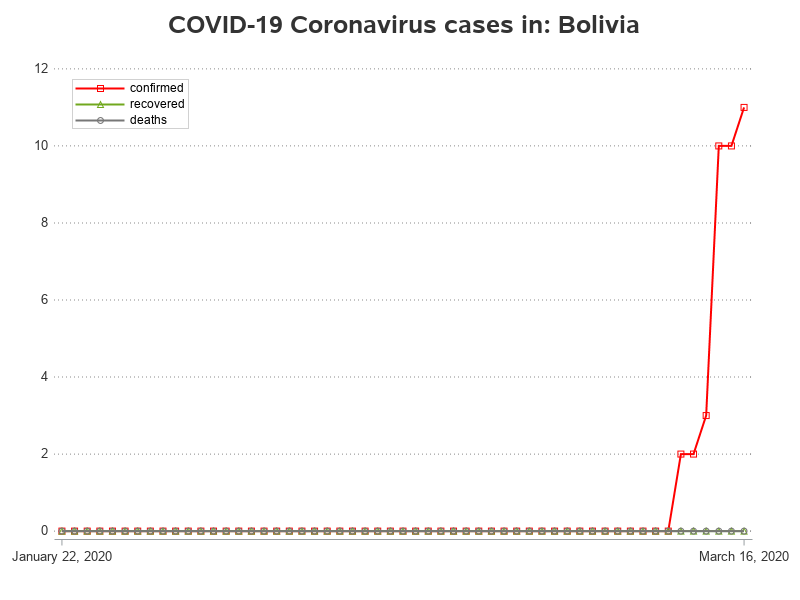 COVID-19 Coronavirus cases in: Bolivia
12
confirmed
recovered
deaths
10
8
6
4
2
0
January 22, 2020
March 16, 2020